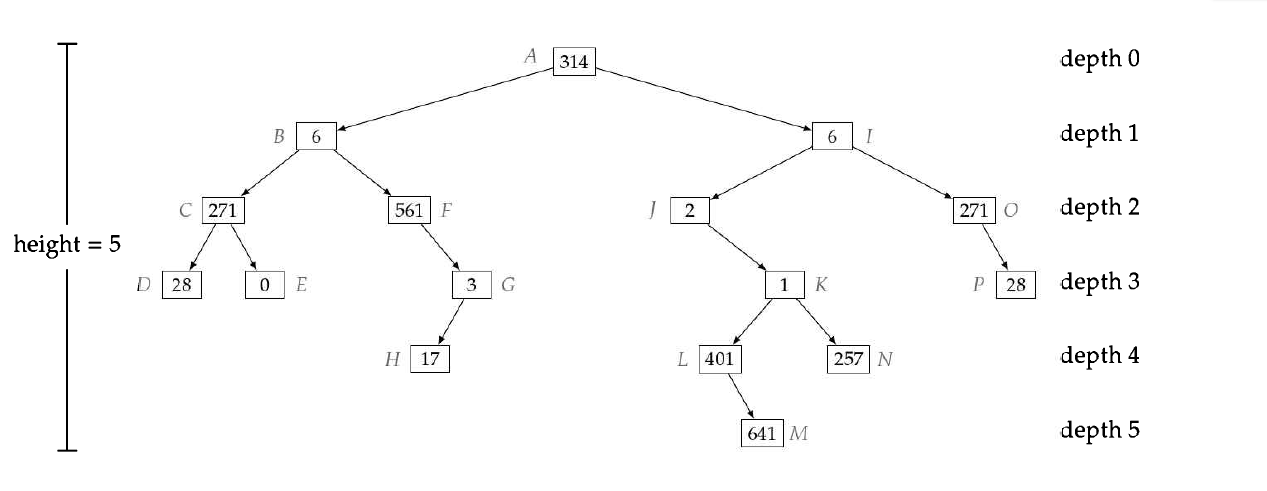 A 314 depth 0
B 6 6 I depth 1
C 271 561 F J 2 271 O depth 2
height = 5
D 28 0 E 3 G 1 K P 28 depth 3
H 17 L 401 257 N depth 4
641 M depth 5